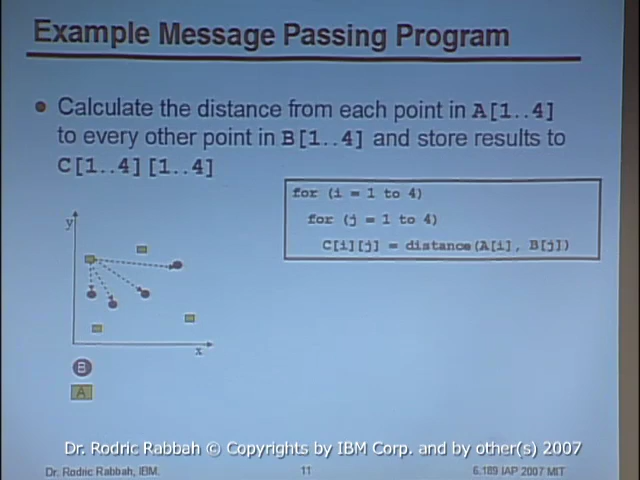 Example Message Passing Program
Calculate the distance from each point in A[1..4]
to every other point in B[1..4] and store results to
C[1..4][1..4]
for (i = 1 to 4)
for (j = 1 to 4)
C[i][j] = distance(A[i], B[j])
y
x
B
A
Dr. Rodric Rabbah © Copyrights by IBM Corp. and by other(s) 2007
Dr. Rodric Rabbah, IBM.
11
6.189 IAP 2007 MIT